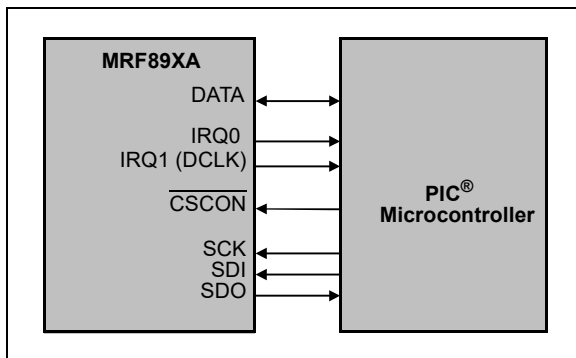 MRF89XA
DATA
IRQ0
IRQ1 (DCLK)
CSCON
SCK
SDI
SDO
PIC®
Microcontroller